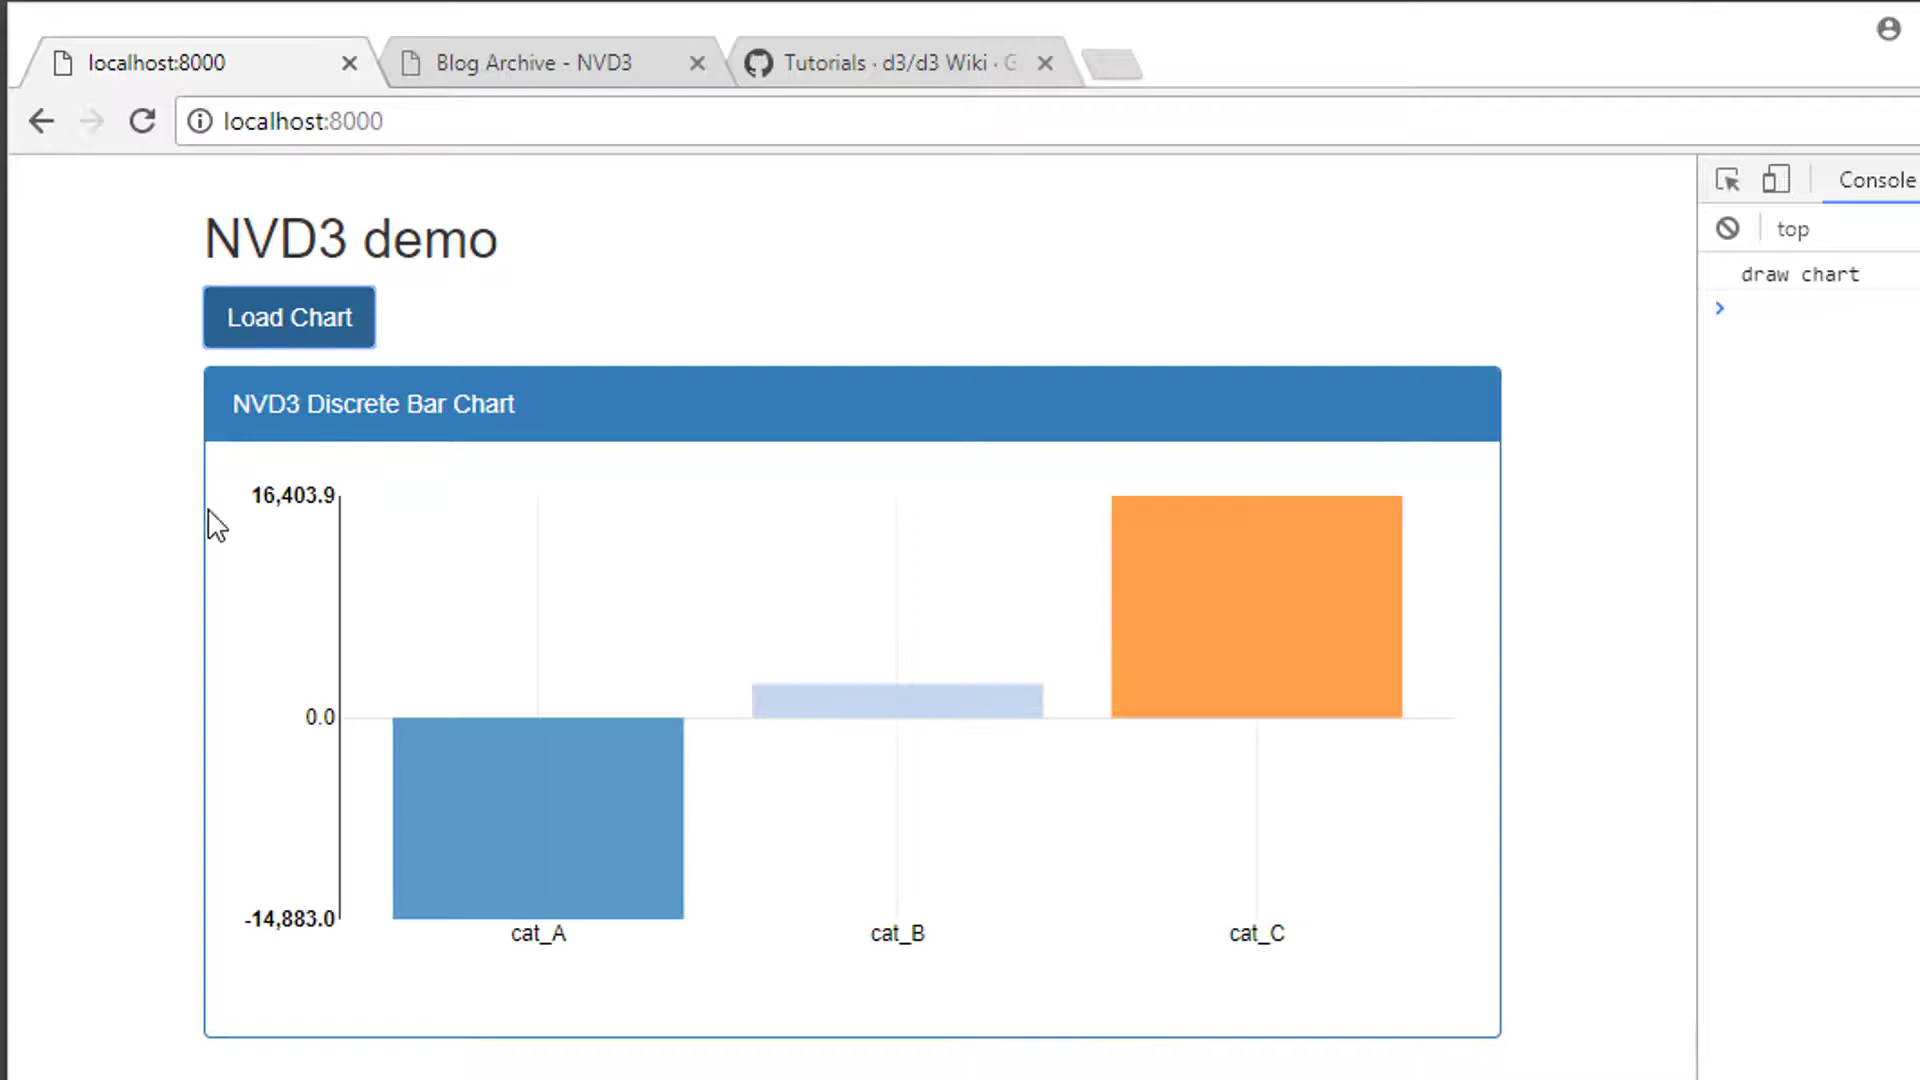 localhost:8000
Blog Archive - NVD3
Tutorials · d3/d3 Wiki · G
localhost:8000
Console
top
draw chart
NVD3 demo
Load Chart
NVD3 Discrete Bar Chart
16,403.9
0.0
-14,883.0
cat_A
cat_B
cat_C